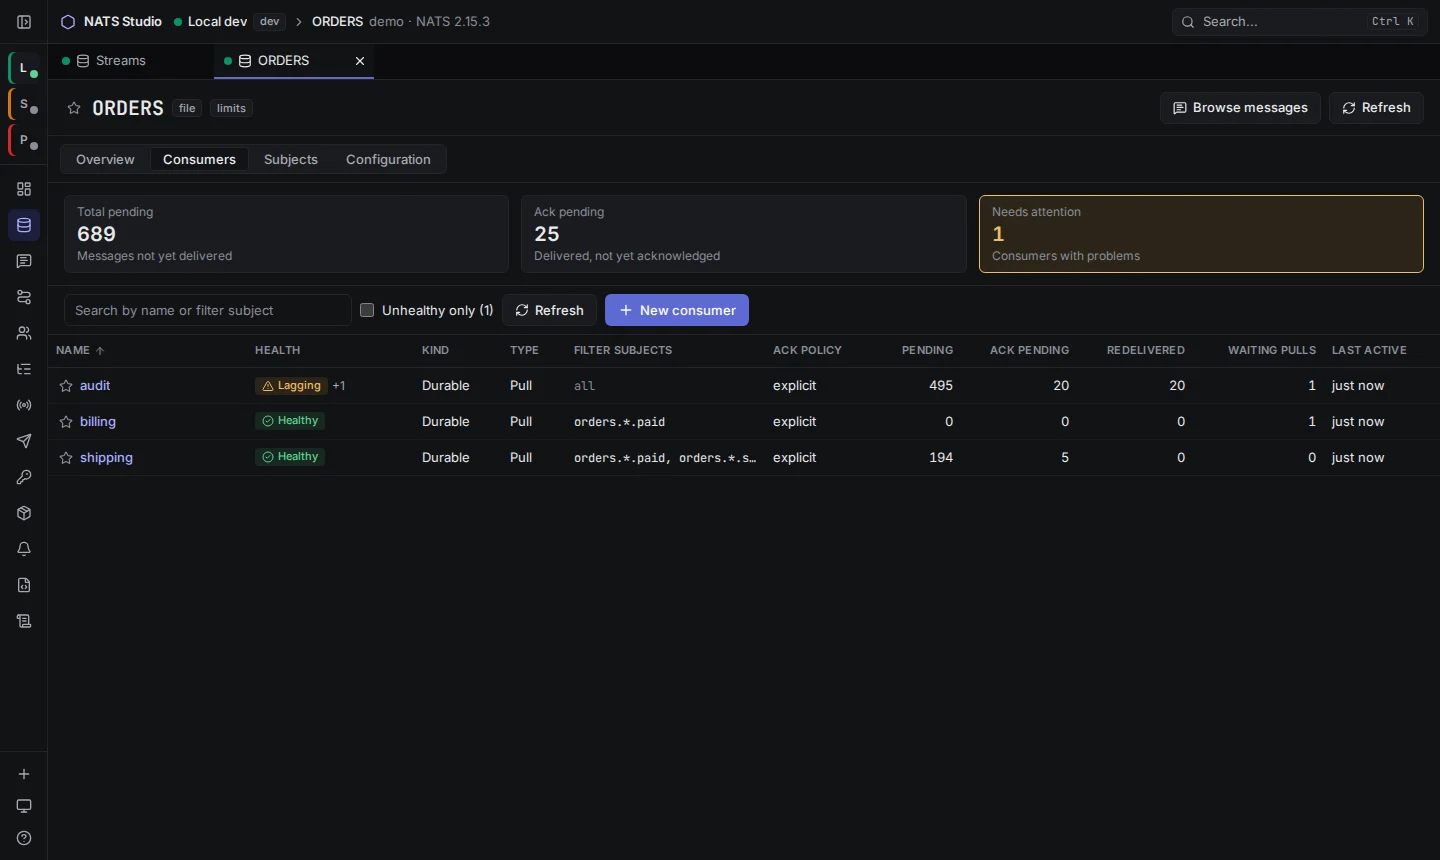 NATS Studio Local dev dev ORDERS demo · NATS 2.15.3 Search... Ctrl K
Streams ORDERS
L
S
P
ORDERS file limits Browse messages Refresh
Overview Consumers Subjects Configuration
Total pending
689
Messages not yet delivered
Ack pending
25
Delivered, not yet acknowledged
Needs attention
1
Consumers with problems
Search by name or filter subject Unhealthy only (1) Refresh New consumer
NAME HEALTH KIND TYPE FILTER SUBJECTS ACK POLICY PENDING ACK PENDING REDELIVERED WAITING PULLS LAST ACTIVE
audit Lagging +1 Durable Pull all explicit 495 20 20 1 just now
billing Healthy Durable Pull orders.*.paid explicit 0 0 0 1 just now
shipping Healthy Durable Pull orders.*.paid, orders.*.s… explicit 194 5 0 0 just now